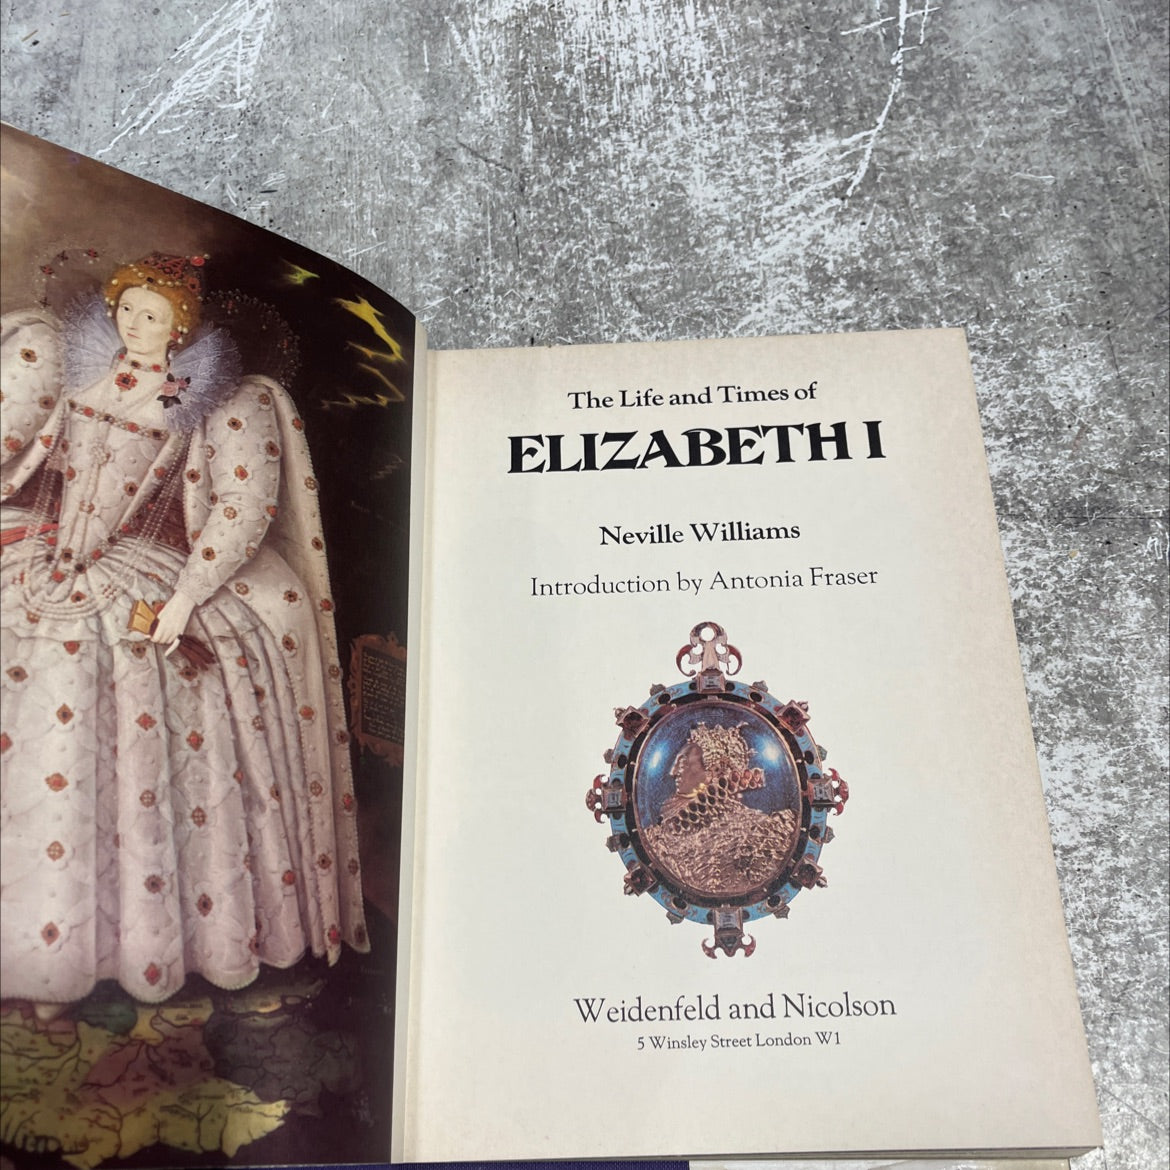 The Life and Times of
ELIZABETH I
Neville Williams
Introduction by Antonia Fraser
Weidenfeld and Nicolson
5 Winsley Street London W1